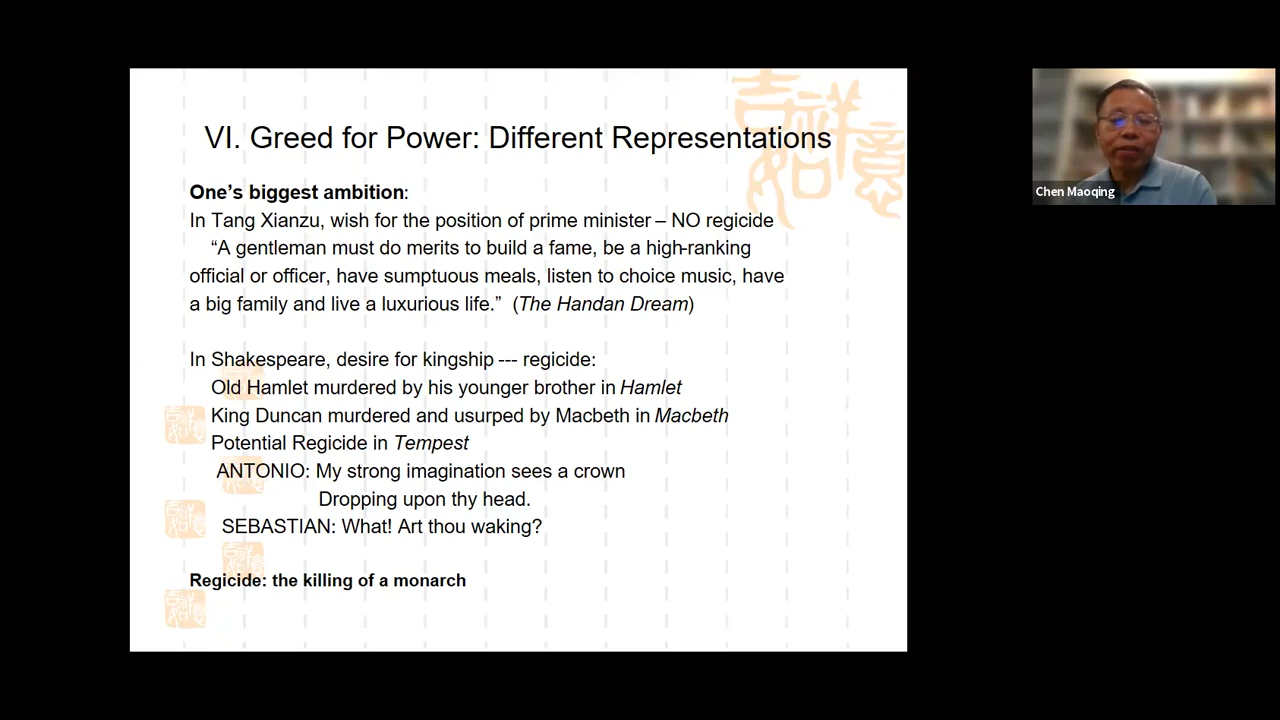 VI. Greed for Power: Different Representations
One’s biggest ambition:
In Tang Xianzu, wish for the position of prime minister – NO regicide
“A gentleman must do merits to build a fame, be a high-ranking
official or officer, have sumptuous meals, listen to choice music, have
a big family and live a luxurious life.” (The Handan Dream)
In Shakespeare, desire for kingship --- regicide:
Old Hamlet murdered by his younger brother in Hamlet
King Duncan murdered and usurped by Macbeth in Macbeth
Potential Regicide in Tempest
ANTONIO: My strong imagination sees a crown
Dropping upon thy head.
SEBASTIAN: What! Art thou waking?
Regicide: the killing of a monarch
吉祥
如意
Chen Maoqing